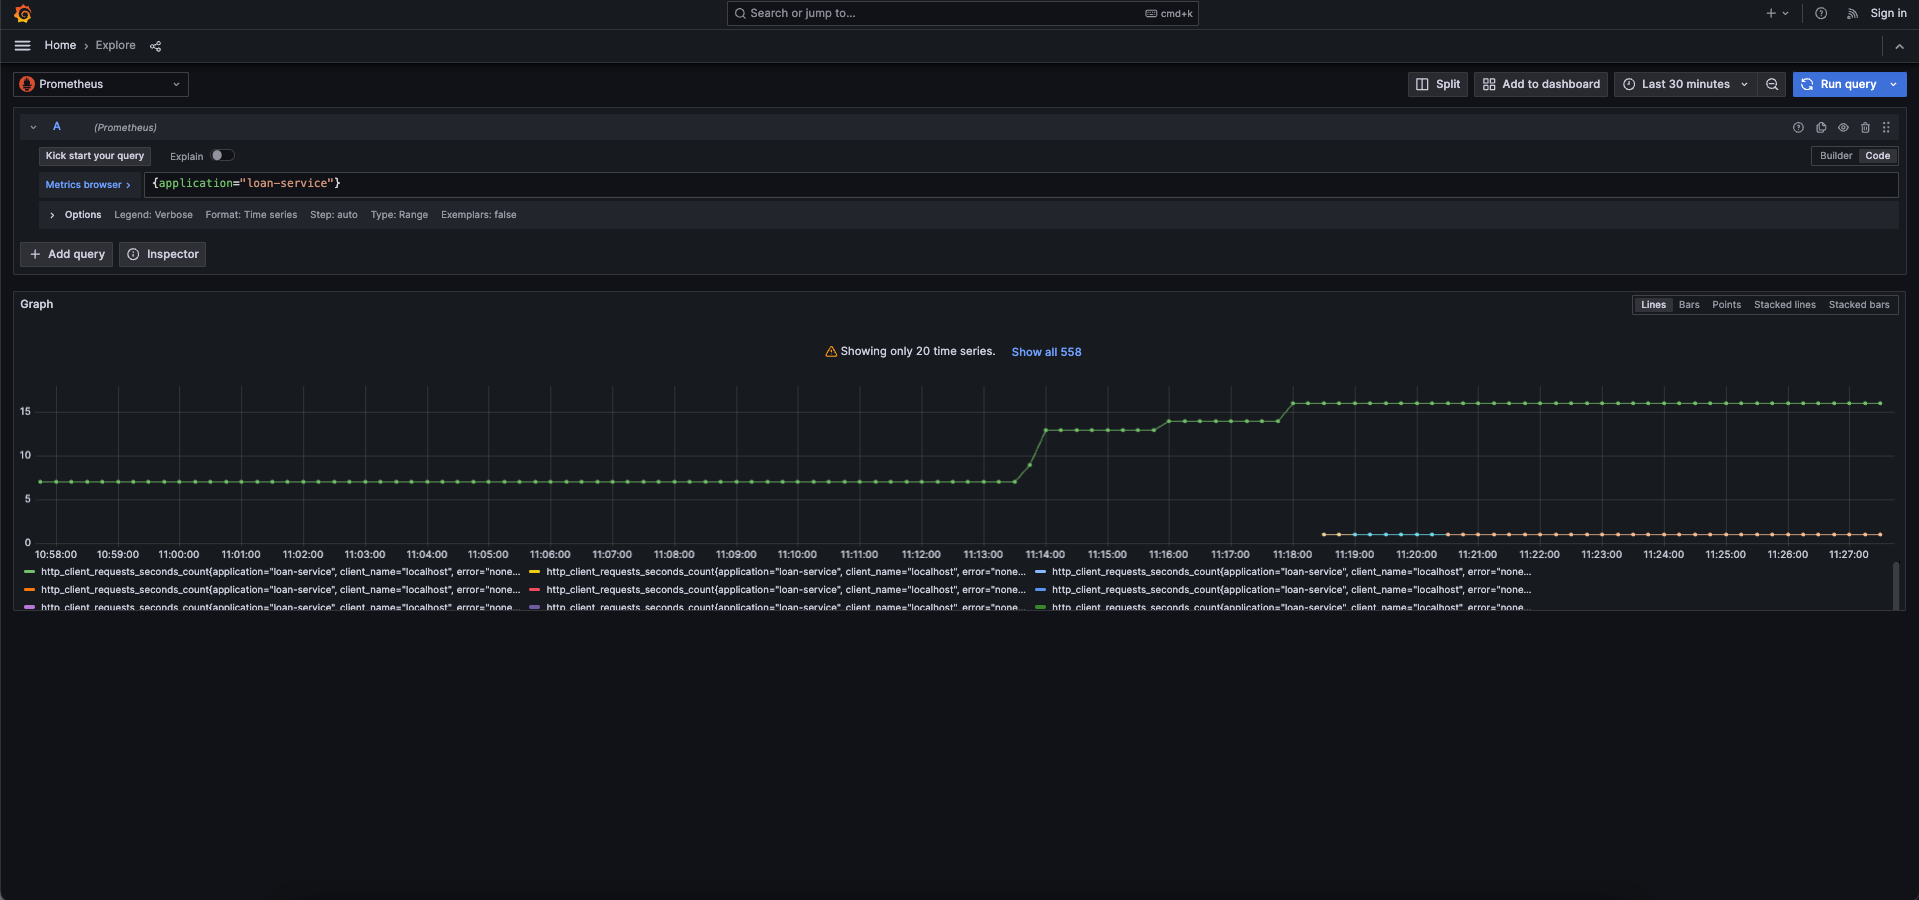 Search or jump to...
cmd+k
Sign in
Home › Explore
Prometheus
Split
Add to dashboard
Last 30 minutes
Run query
A
(Prometheus)
Kick start your query
Explain
Builder
Code
Metrics browser >
{application="loan-service"}
Options
Legend: Verbose
Format: Time series
Step: auto
Type: Range
Exemplars: false
+ Add query
Inspector
Graph
Lines
Bars
Points
Stacked lines
Stacked bars
Showing only 20 time series.
Show all 558
15
10
5
0
10:58:00 10:59:00 11:00:00 11:01:00 11:02:00 11:03:00 11:04:00 11:05:00 11:06:00 11:07:00 11:08:00 11:09:00 11:10:00 11:11:00 11:12:00 11:13:00 11:14:00 11:15:00 11:16:00 11:17:00 11:18:00 11:19:00 11:20:00 11:21:00 11:22:00 11:23:00 11:24:00 11:25:00 11:26:00 11:27:00
http_client_requests_seconds_count{application="loan-service", client_name="localhost", error="none...
http_client_requests_seconds_count{application="loan-service", client_name="localhost", error="none...
http_client_requests_seconds_count{application="loan-service", client_name="localhost", error="none...
http_client_requests_seconds_count{application="loan-service", client_name="localhost", error="none...
http_client_requests_seconds_count{application="loan-service", client_name="localhost", error="none...
http_client_requests_seconds_count{application="loan-service", client_name="localhost", error="none...
http_client_requests_seconds_count{application="loan-service", client_name="localhost", error="none...
http_client_requests_seconds_count{application="loan-service", client_name="localhost", error="none...
http_client_requests_seconds_count{application="loan-service", client_name="localhost", error="none...